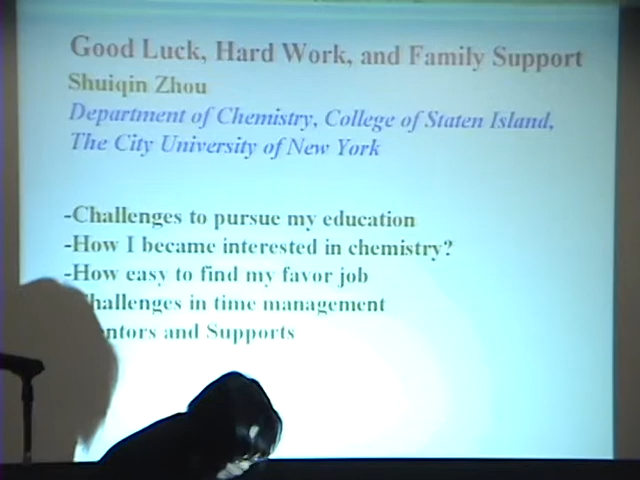 Good Luck, Hard Work, and Family Support
Shuiqin Zhou
Department of Chemistry, College of Staten Island,
The City University of New York
-Challenges to pursue my education
-How I became interested in chemistry?
-How easy to find my favor job
Challenges in time management
ntors and Supports